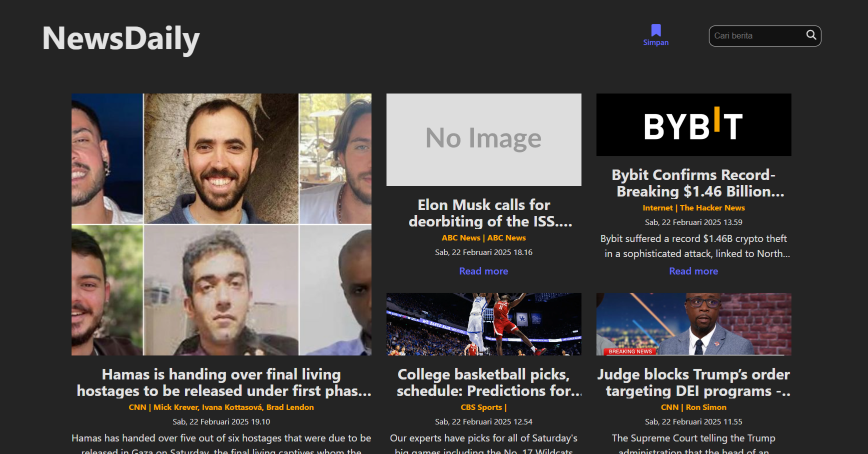 NewsDaily
Simpan
Cari berita
No Image
BYBIT
Elon Musk calls for
deorbiting of the ISS....
ABC News | ABC News
Sab, 22 Februari 2025 18.16
Read more
Bybit Confirms Record-
Breaking $1.46 Billion...
Internet | The Hacker News
Sab, 22 Februari 2025 13.59
Bybit suffered a record $1.46B crypto theft
in a sophisticated attack, linked to North...
Read more
BREAKING NEWS
Hamas is handing over final living
hostages to be released under first phas...
CNN | Mick Krever, Ivana Kottasová, Brad Lendon
Sab, 22 Februari 2025 19.10
Hamas has handed over five out of six hostages that were due to be
released in Gaza on Saturday, the final living captives whom the
College basketball picks,
schedule: Predictions for...
CBS Sports |
Sab, 22 Februari 2025 12.54
Our experts have picks for all of Saturday's
big games including the No. 17 Wildcats
Judge blocks Trump's order
targeting DEI programs -...
CNN | Ron Simon
Sab, 22 Februari 2025 11.55
The Supreme Court telling the Trump
administration that the head of an